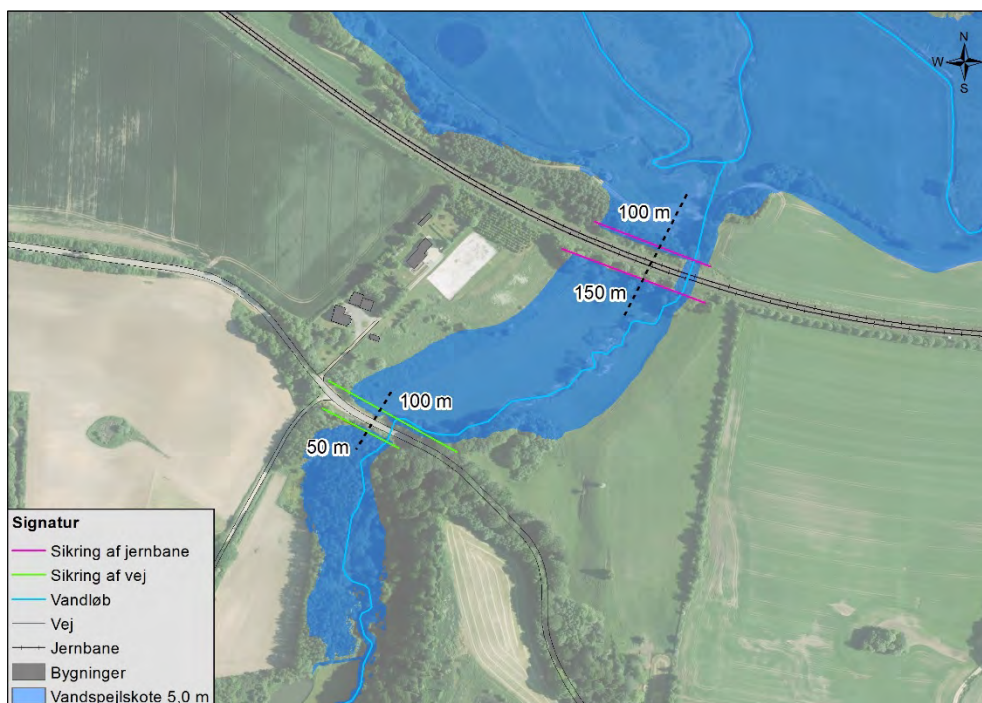 N
W
S
100 m
150 m
100 m
50 m
Signatur
Sikring af jernbane
Sikring af vej
Vandløb
Vej
Jernbane
Bygninger
Vandspejlskote 5,0 m